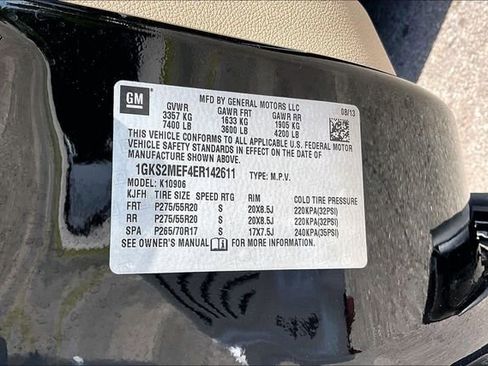 GM
MFD BY GENERAL MOTORS LLC
08/13
GVWR GAWR FRT GAWR RR
3357 KG 1633 KG 1905 KG
7400 LB 3600 LB 4200 LB
THIS VEHICLE CONFORMS TO ALL APPLICABLE U.S. FEDERAL MOTOR
VEHICLE SAFETY STANDARDS IN EFFECT ON THE DATE OF
MANUFACTURE SHOWN ABOVE.
1GKS2MEF4ER142611 TYPE: M.P.V.
MODEL: K10906
KJFH TIRE SIZE SPEED RTG RIM COLD TIRE PRESSURE
FRT P275/55R20 S 20X8.5J 220KPA(32PSI)
RR P275/55R20 S 20X8.5J 220KPA(32PSI)
SPA P265/70R17 S 17X7.5J 240KPA(35PSI)
SEE OWNER'S MANUAL FOR MORE INFORMATION.